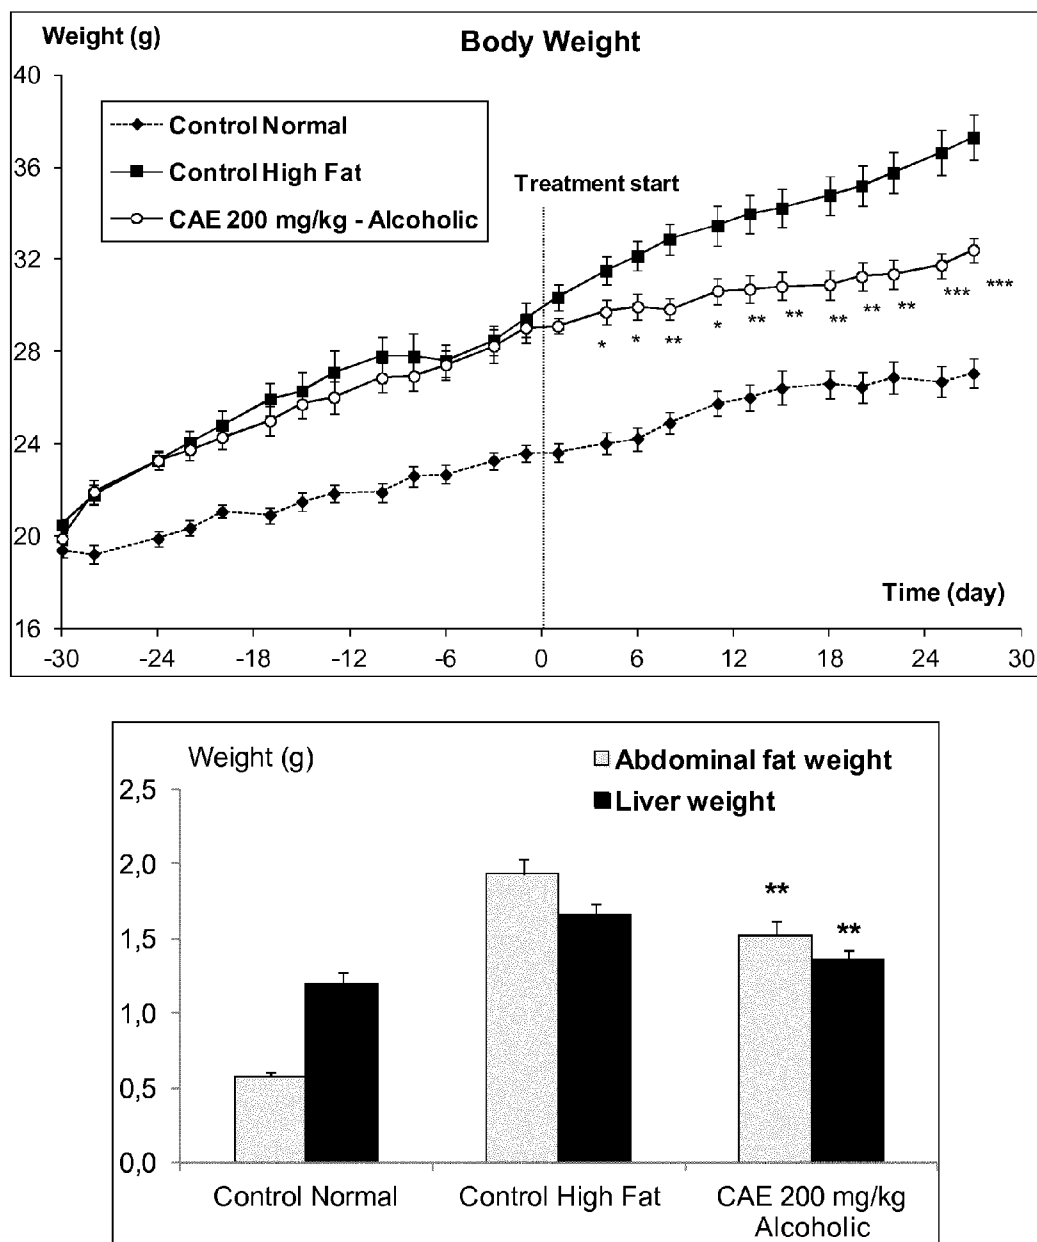 Weight (g)
Body Weight
40
36
32
28
24
20
16
Control Normal
Control High Fat
CAE 200 mg/kg - Alcoholic
Treatment start
* * ** * ** ** ** ** ** *** ***
Time (day)
-30 -24 -18 -12 -6 0 6 12 18 24 30
Weight (g)
Abdominal fat weight
Liver weight
2,5
2,0
1,5
1,0
0,5
0,0
** **
Control Normal Control High Fat CAE 200 mg/kg
Alcoholic